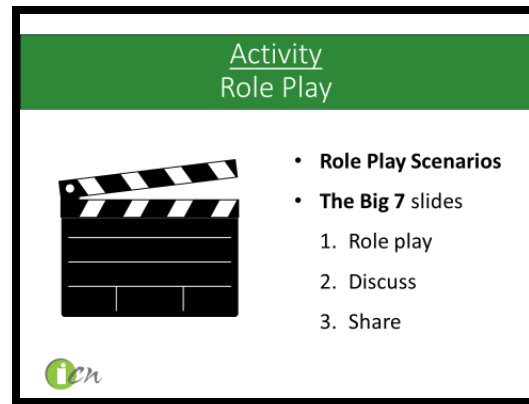 Activity
Role Play
• Role Play Scenarios
• The Big 7 slides
1. Role play
2. Discuss
3. Share
icn